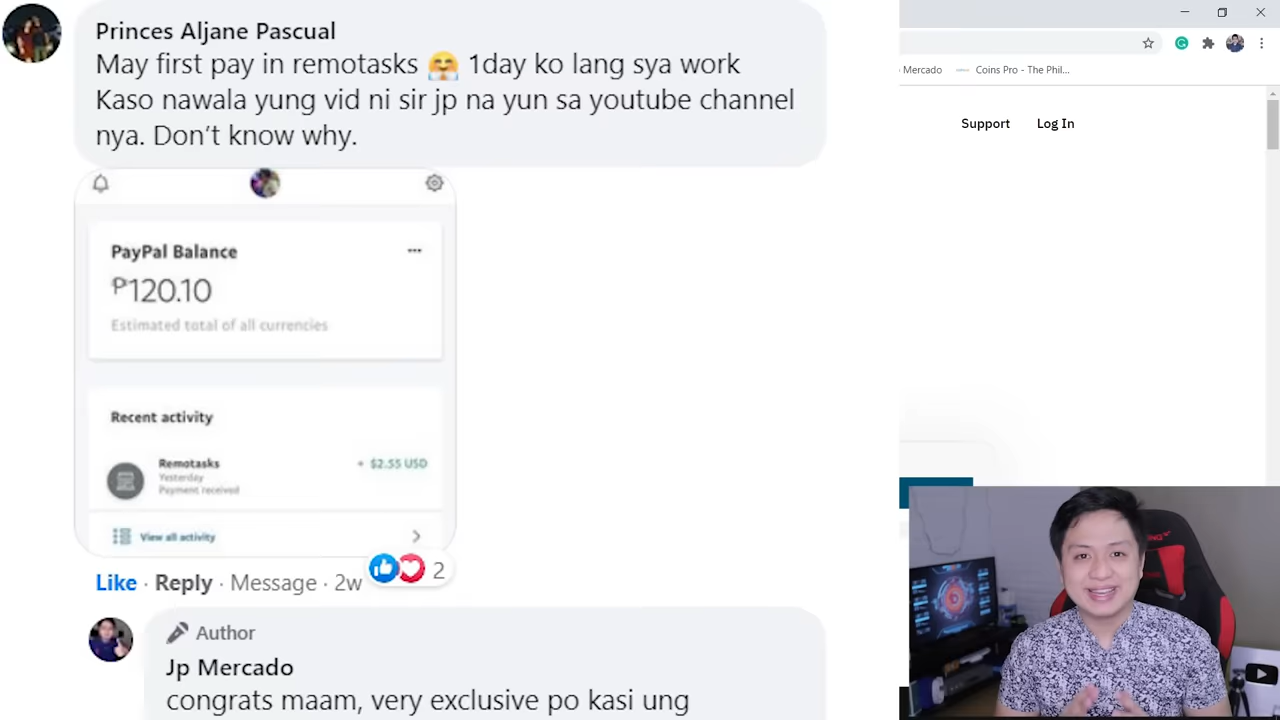 Princes Aljane Pascual
May first pay in remotasks 🤗 1day ko lang sya work
Kaso nawala yung vid ni sir jp na yun sa youtube channel
nya. Don't know why.
PayPal Balance
₱120.10
Estimated total of all currencies
Recent activity
Remotasks + $2.55 USD
Yesterday
Payment received
View all activity
Like · Reply · Message · 2w 2
Author
Jp Mercado
congrats maam, very exclusive po kasi ung
Mercado Coins Pro - The Phil...
Support Log In